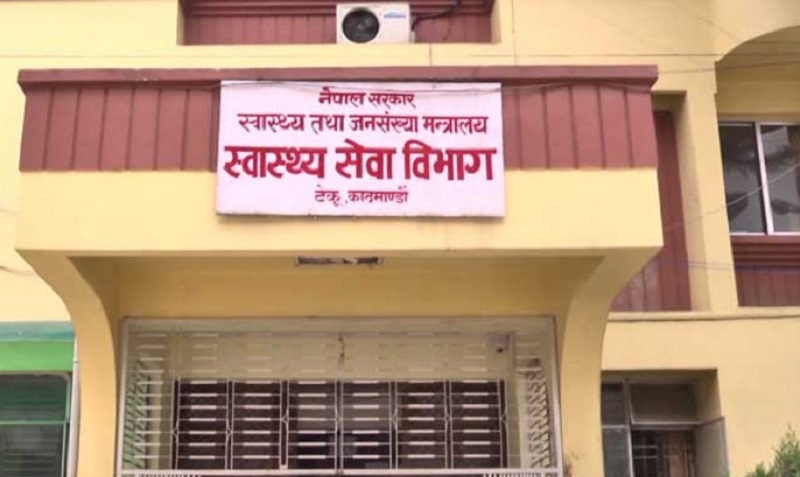 नेपाल सरकार
स्वास्थ्य तथा जनसंख्या मन्त्रालय
स्वास्थ्य सेवा विभाग
टेकू ,काठमाण्डौं